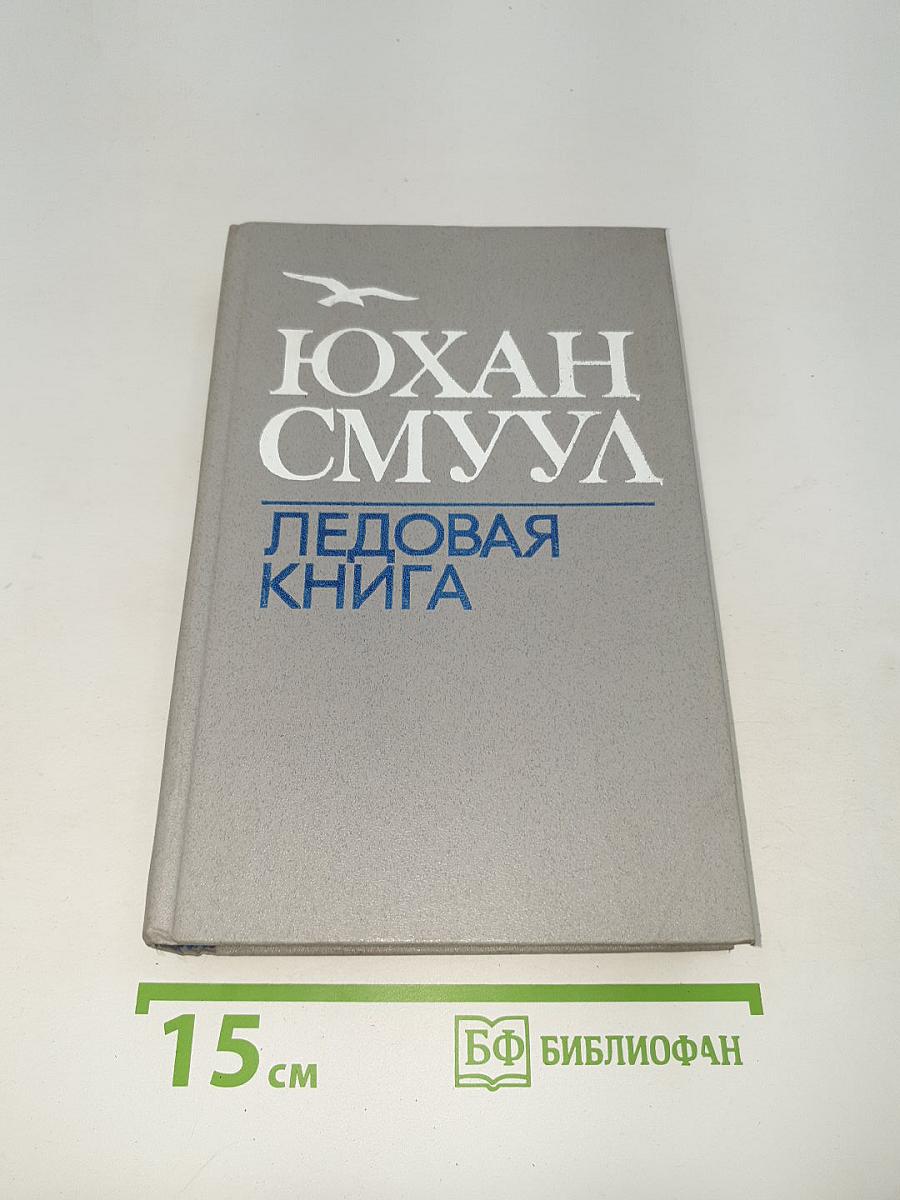 ЮХАН
СМУУЛ
ЛЕДОВАЯ
КНИГА
15 см
БФ БИБЛИОФАН